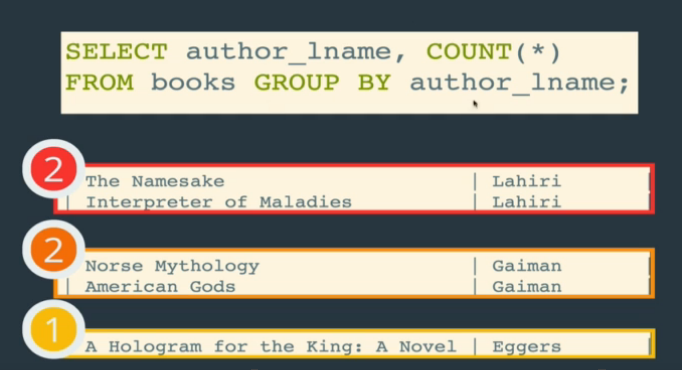 SELECT author_lname, COUNT(*)
FROM books GROUP BY author_lname;
2
The Namesake | Lahiri |
| Interpreter of Maladies | Lahiri |
2
Norse Mythology | Gaiman |
| American Gods | Gaiman |
1
| A Hologram for the King: A Novel | Eggers |